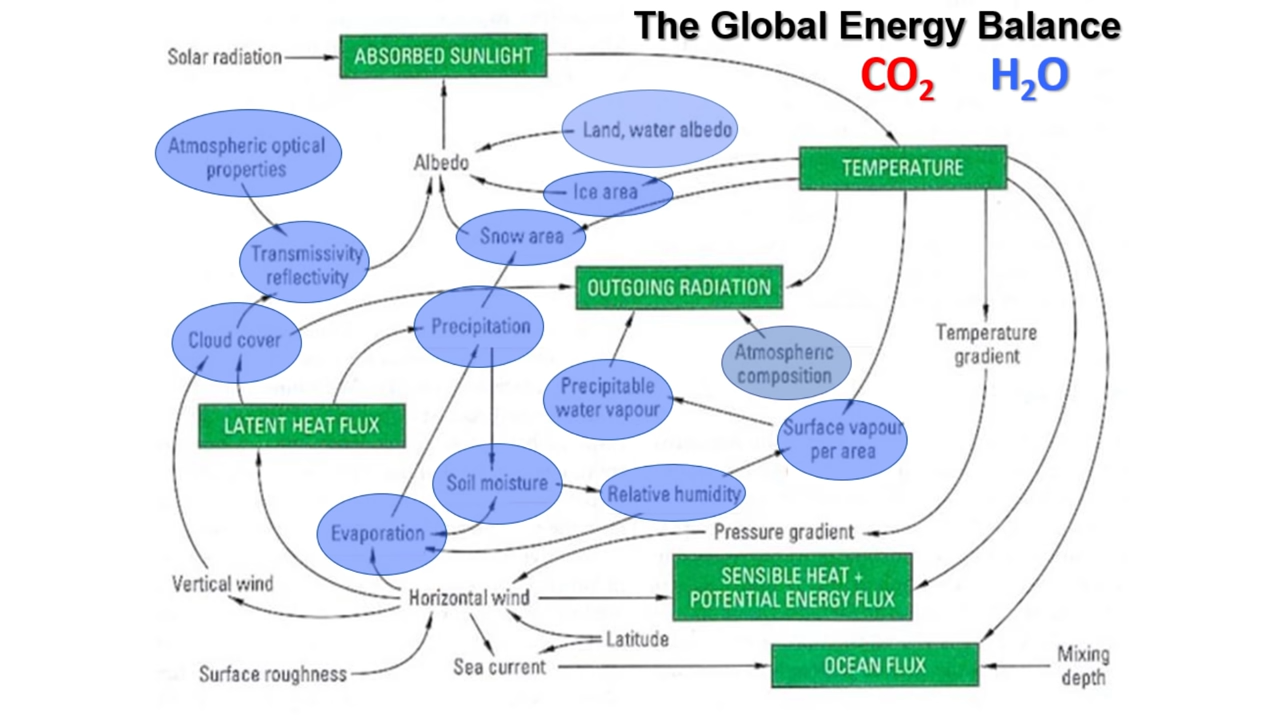 The Global Energy Balance
CO2 H2O
Solar radiation
ABSORBED SUNLIGHT
Land, water albedo
Atmospheric optical
properties
Albedo
TEMPERATURE
Ice area
Snow area
Transmissivity
reflectivity
OUTGOING RADIATION
Cloud cover
Precipitation
Temperature
gradient
Atmospheric
composition
Precipitable
water vapour
LATENT HEAT FLUX
Surface vapour
per area
Soil moisture
Relative humidity
Evaporation
Pressure gradient
Vertical wind
SENSIBLE HEAT +
POTENTIAL ENERGY FLUX
Horizontal wind
Latitude
Surface roughness
Sea current
OCEAN FLUX
Mixing
depth